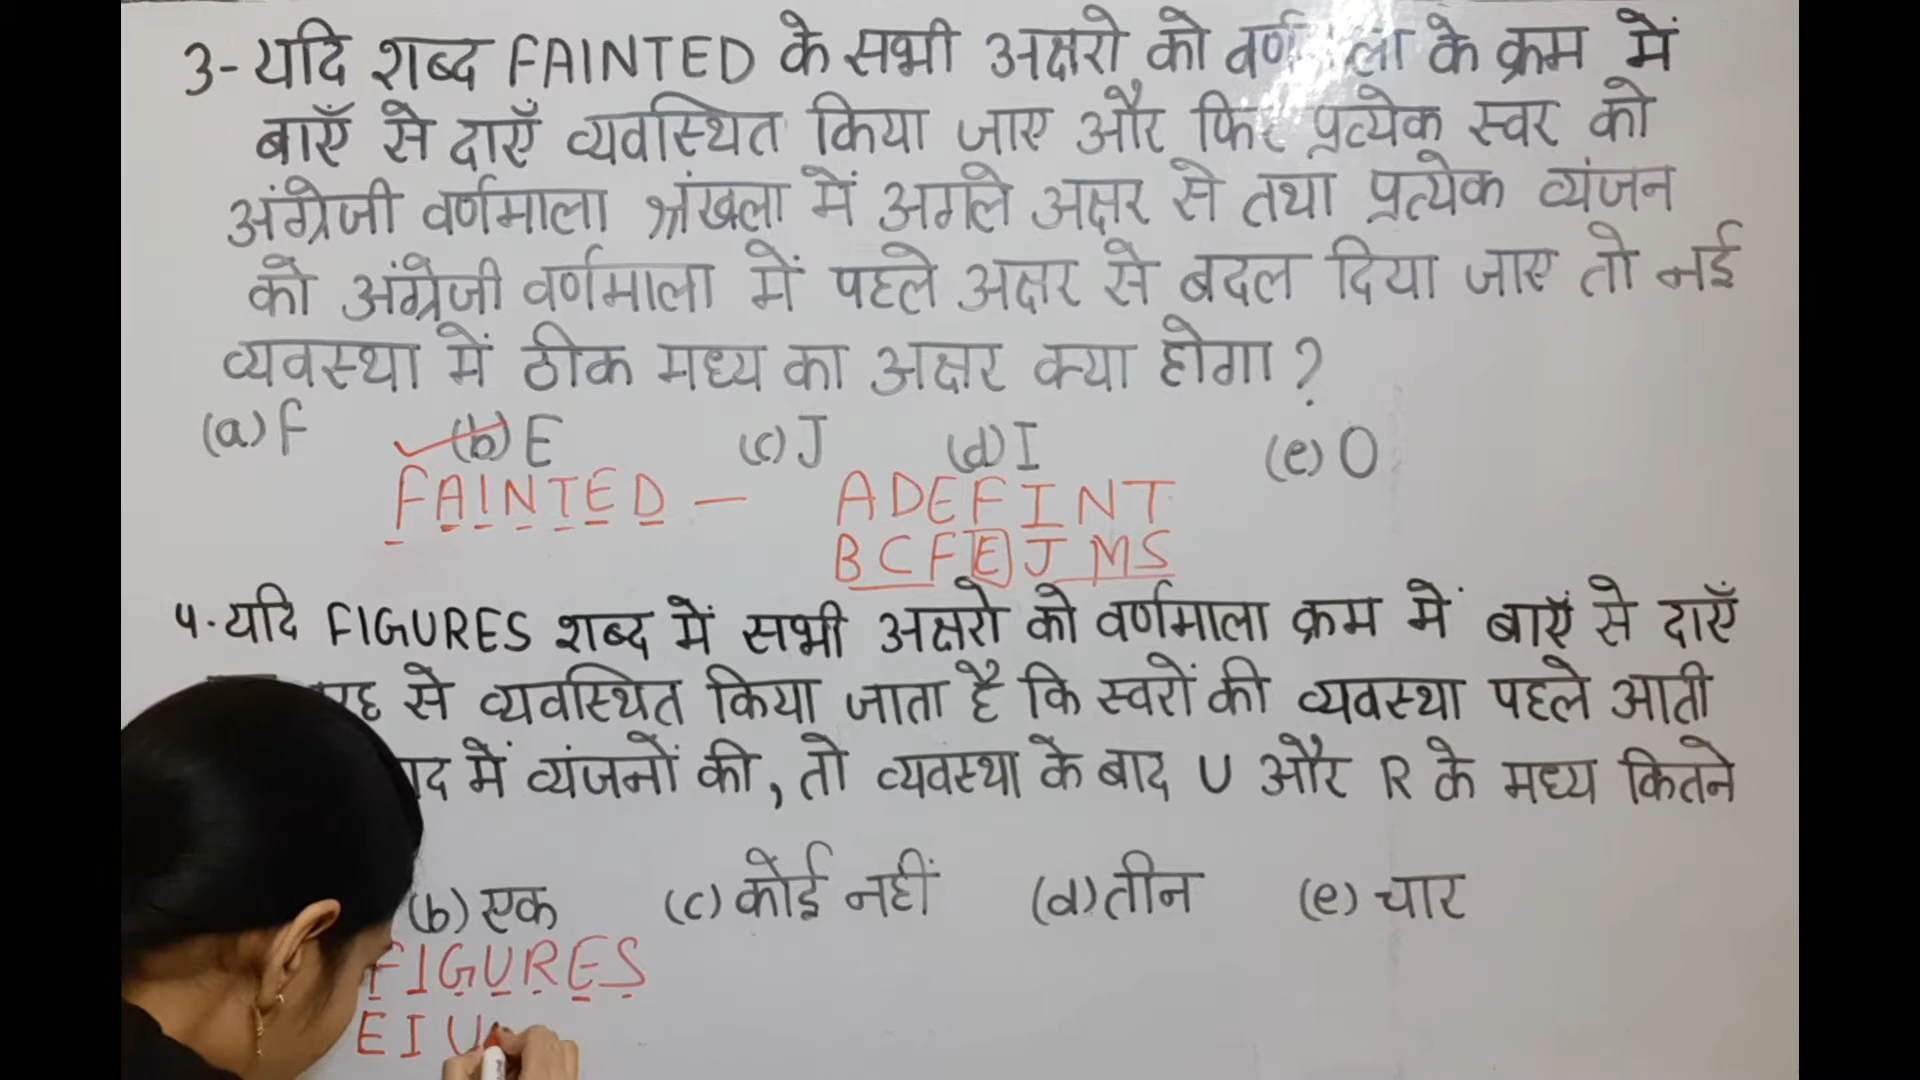 3- यदि शब्द FAINTED के सभी अक्षरो को के क्रम में
बाएँ से दाएँ व्यवस्थित किया जाए और फिर प्रत्येक स्वर को
अंग्रेजी वर्णमाला श्रंखला में अगले अक्षर से तथा प्रत्येक व्यंजन
को अंग्रेजी वर्णमाला में पहले अक्षर से बदल दिया जाए तो नई
व्यवस्था में ठीक मध्य का अक्षर क्या होगा ?
(a) F (b) E (c) J (d) I (e) O
FAINTED — ADEFINT
BCFEJMS
4. यदि FIGURES शब्द में सभी अक्षरो को वर्णमाला क्रम में बाएँ से दाएँ
से व्यवस्थित किया जाता है कि स्वरों की व्यवस्था पहले आती
में व्यंजनों की, तो व्यवस्था के बाद U और R के मध्य कितने
(b) एक (c) कोई नहीं (d) तीन (e) चार
FIGURES
E I U